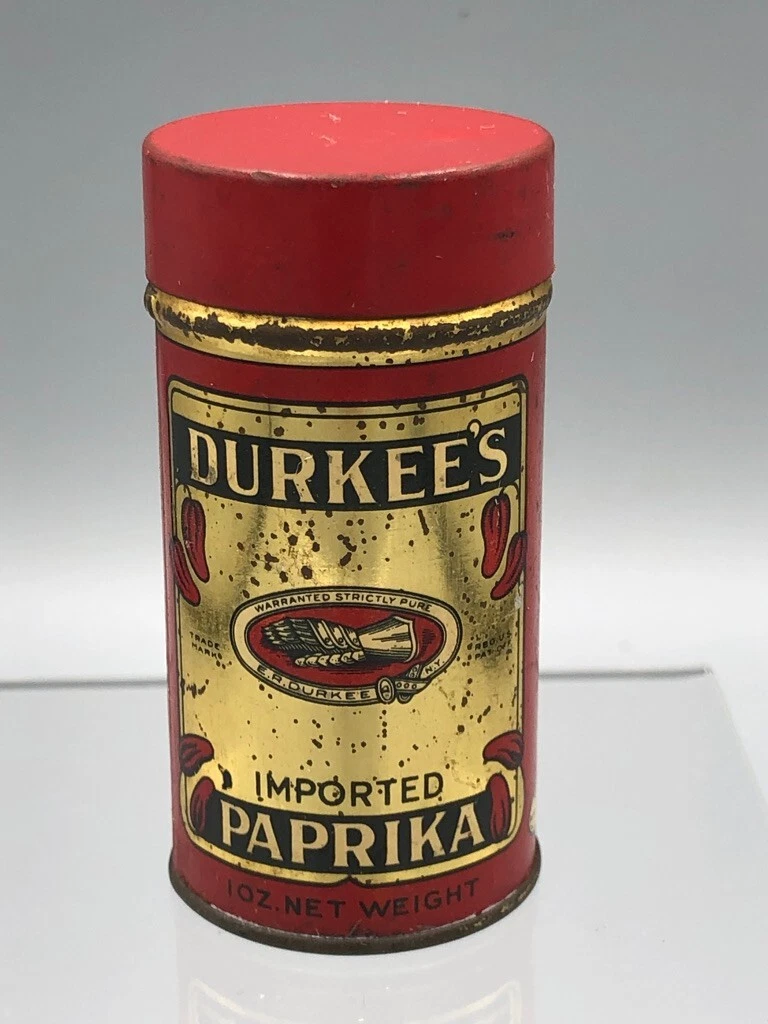 DURKEE'S
WARRANTED STRICTLY PURE
TRADE
MARK
E.R. DURKEE
N.Y.
IMPORTED
PAPRIKA
1 OZ. NET WEIGHT